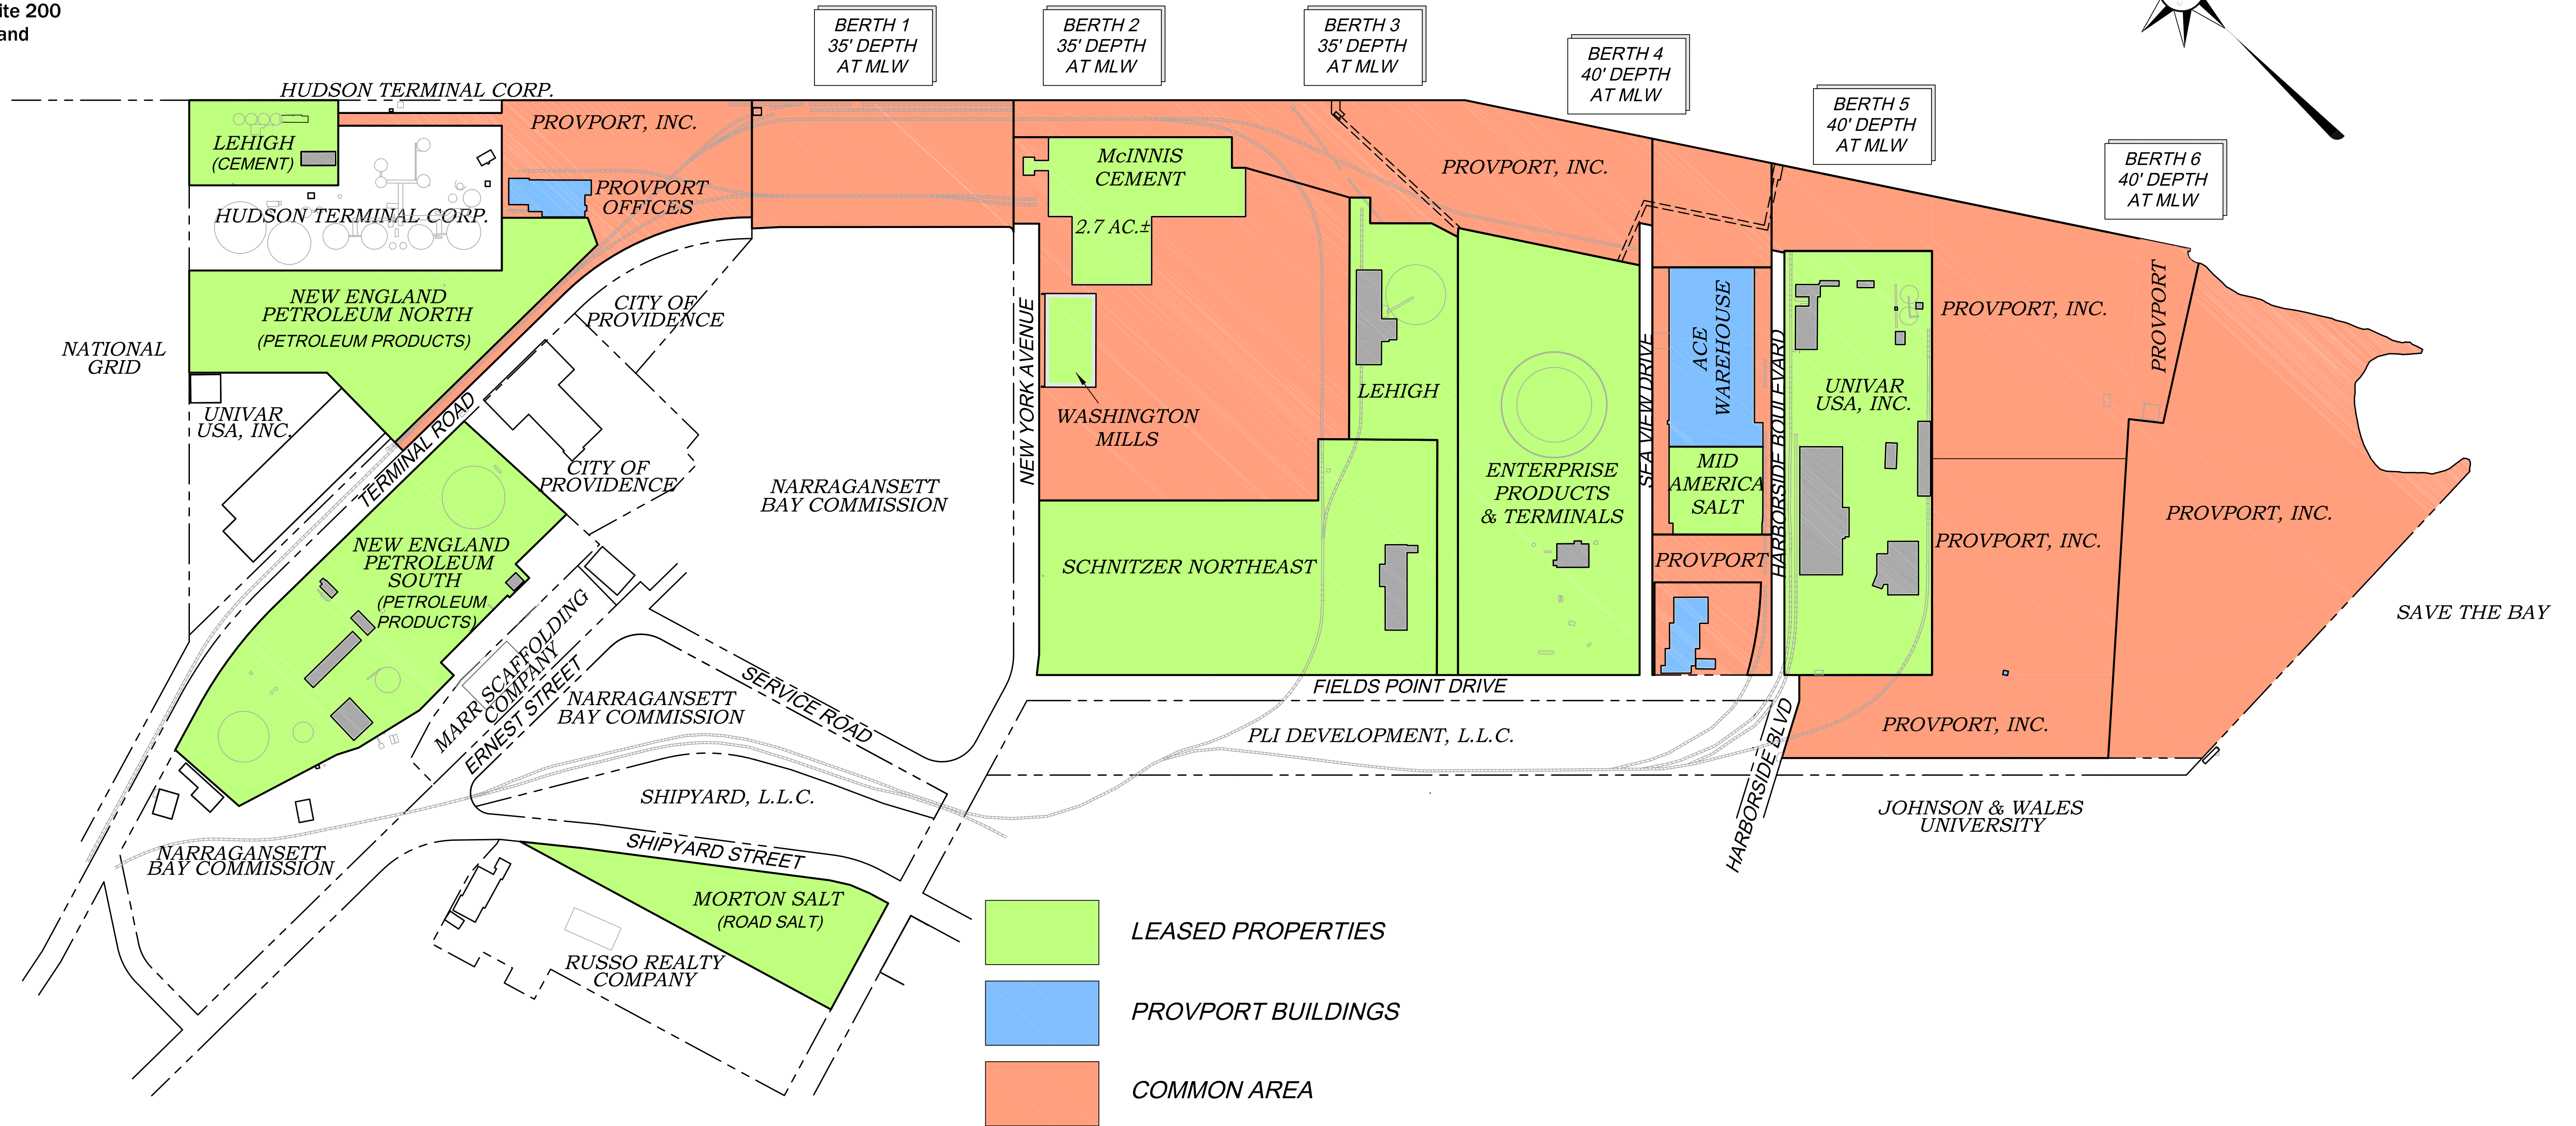 ite 200
and
BERTH 1
35' DEPTH
AT MLW
BERTH 2
35' DEPTH
AT MLW
BERTH 3
35' DEPTH
AT MLW
BERTH 4
40' DEPTH
AT MLW
BERTH 5
40' DEPTH
AT MLW
BERTH 6
40' DEPTH
AT MLW
HUDSON TERMINAL CORP.
LEHIGH
(CEMENT)
HUDSON TERMINAL CORP.
PROVPORT, INC.
PROVPORT
OFFICES
McINNIS
CEMENT
2.7 AC.±
PROVPORT, INC.
NEW ENGLAND
PETROLEUM NORTH
(PETROLEUM PRODUCTS)
CITY OF
PROVIDENCE
NATIONAL
GRID
UNIVAR
USA, INC.
TERMINAL ROAD
CITY OF
PROVIDENCE
NARRAGANSETT
BAY COMMISSION
NEW YORK AVENUE
WASHINGTON
MILLS
LEHIGH
ENTERPRISE
PRODUCTS
& TERMINALS
SEA VIEW DRIVE
ACE
WAREHOUSE
MID
AMERICA
SALT
HARBORSIDE BOULEVARD
UNIVAR
USA, INC.
PROVPORT, INC.
PROVPORT
PROVPORT, INC.
PROVPORT, INC.
SCHNITZER NORTHEAST
PROVPORT
SAVE THE BAY
NEW ENGLAND
PETROLEUM
SOUTH
(PETROLEUM
PRODUCTS)
MARR SCAFFOLDING
COMPANY
ERNEST STREET
NARRAGANSETT
BAY COMMISSION
SERVICE ROAD
FIELDS POINT DRIVE
PLI DEVELOPMENT, L.L.C.
HARBORSIDE BLVD
PROVPORT, INC.
SHIPYARD, L.L.C.
JOHNSON & WALES
UNIVERSITY
NARRAGANSETT
BAY COMMISSION
SHIPYARD STREET
MORTON SALT
(ROAD SALT)
RUSSO REALTY
COMPANY
LEASED PROPERTIES
PROVPORT BUILDINGS
COMMON AREA